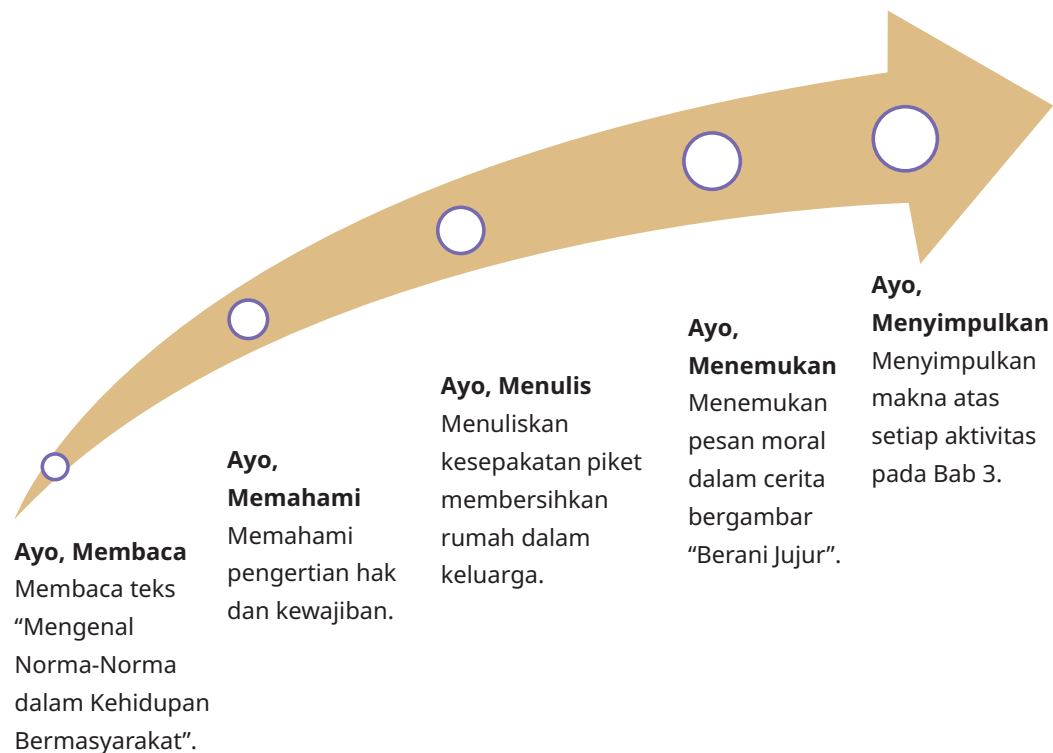 Ayo, Membaca
Membaca teks
“Mengenal
Norma-Norma
dalam Kehidupan
Bermasyarakat”.
Ayo,
Memahami
Memahami
pengertian hak
dan kewajiban.
Ayo, Menulis
Menuliskan
kesepakatan piket
membersihkan
rumah dalam
keluarga.
Ayo,
Menemukan
Menemukan
pesan moral
dalam cerita
bergambar
“Berani Jujur”.
Ayo,
Menyimpulkan
Menyimpulkan
makna atas
setiap aktivitas
pada Bab 3.